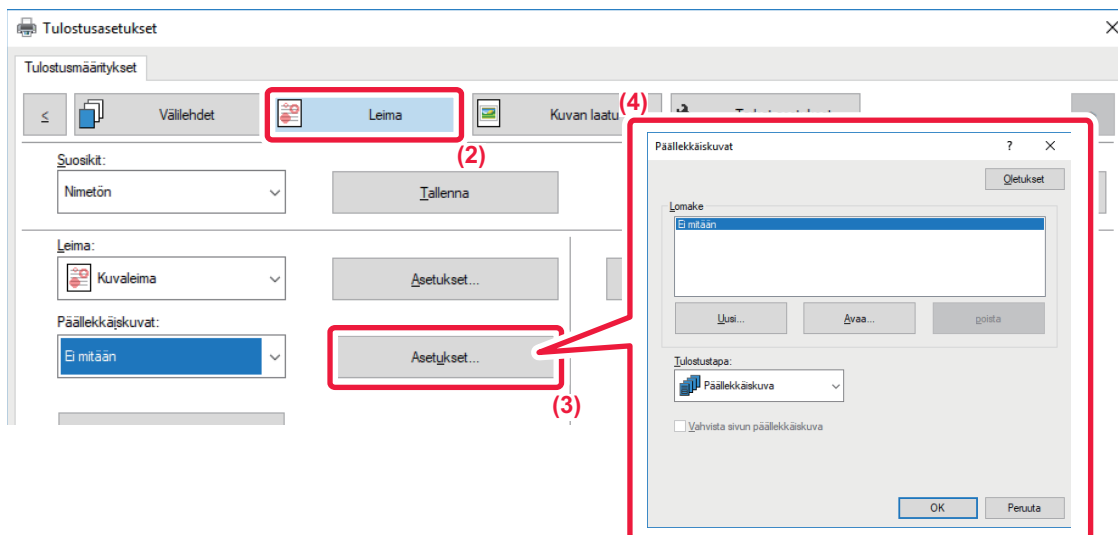 Tulostusasetukset
Tulostusmääritykset
≤ Välilehdet Leima Kuvan laatu
(2)
(4)
Suosikit:
Nimetön Tallenna
Leima:
Kuvaleima Asetukset...
Päällekkäiskuvat:
Ei mitään Asetukset...
(3)
Päällekkäiskuvat ?
Oletukset
Lomake
Ei mitään
Uusi... Avaa... poista
Tulostustapa:
Päällekkäiskuva
Vahvista sivun päällekkäiskuva
OK Peruuta